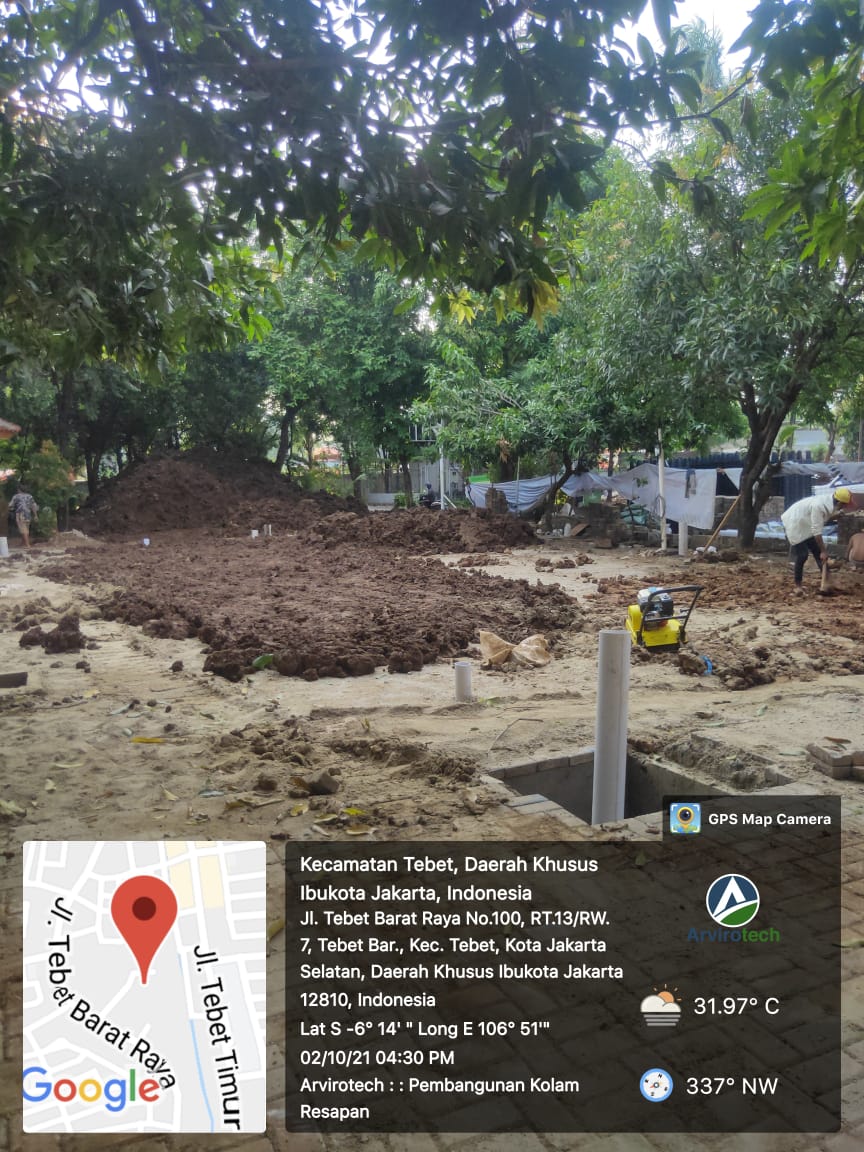 GPS Map Camera
Kecamatan Tebet, Daerah Khusus
Ibukota Jakarta, Indonesia
Jl. Tebet Barat Raya No.100, RT.13/RW.
7, Tebet Bar., Kec. Tebet, Kota Jakarta
Selatan, Daerah Khusus Ibukota Jakarta
12810, Indonesia
Lat S -6° 14' " Long E 106° 51'"
02/10/21 04:30 PM
Arvirotech : : Pembangunan Kolam
Resapan
Arvirotech
31.97° C
337° NW
Jl. Tebet Barat Raya
Jl. Tebet Timur
Google